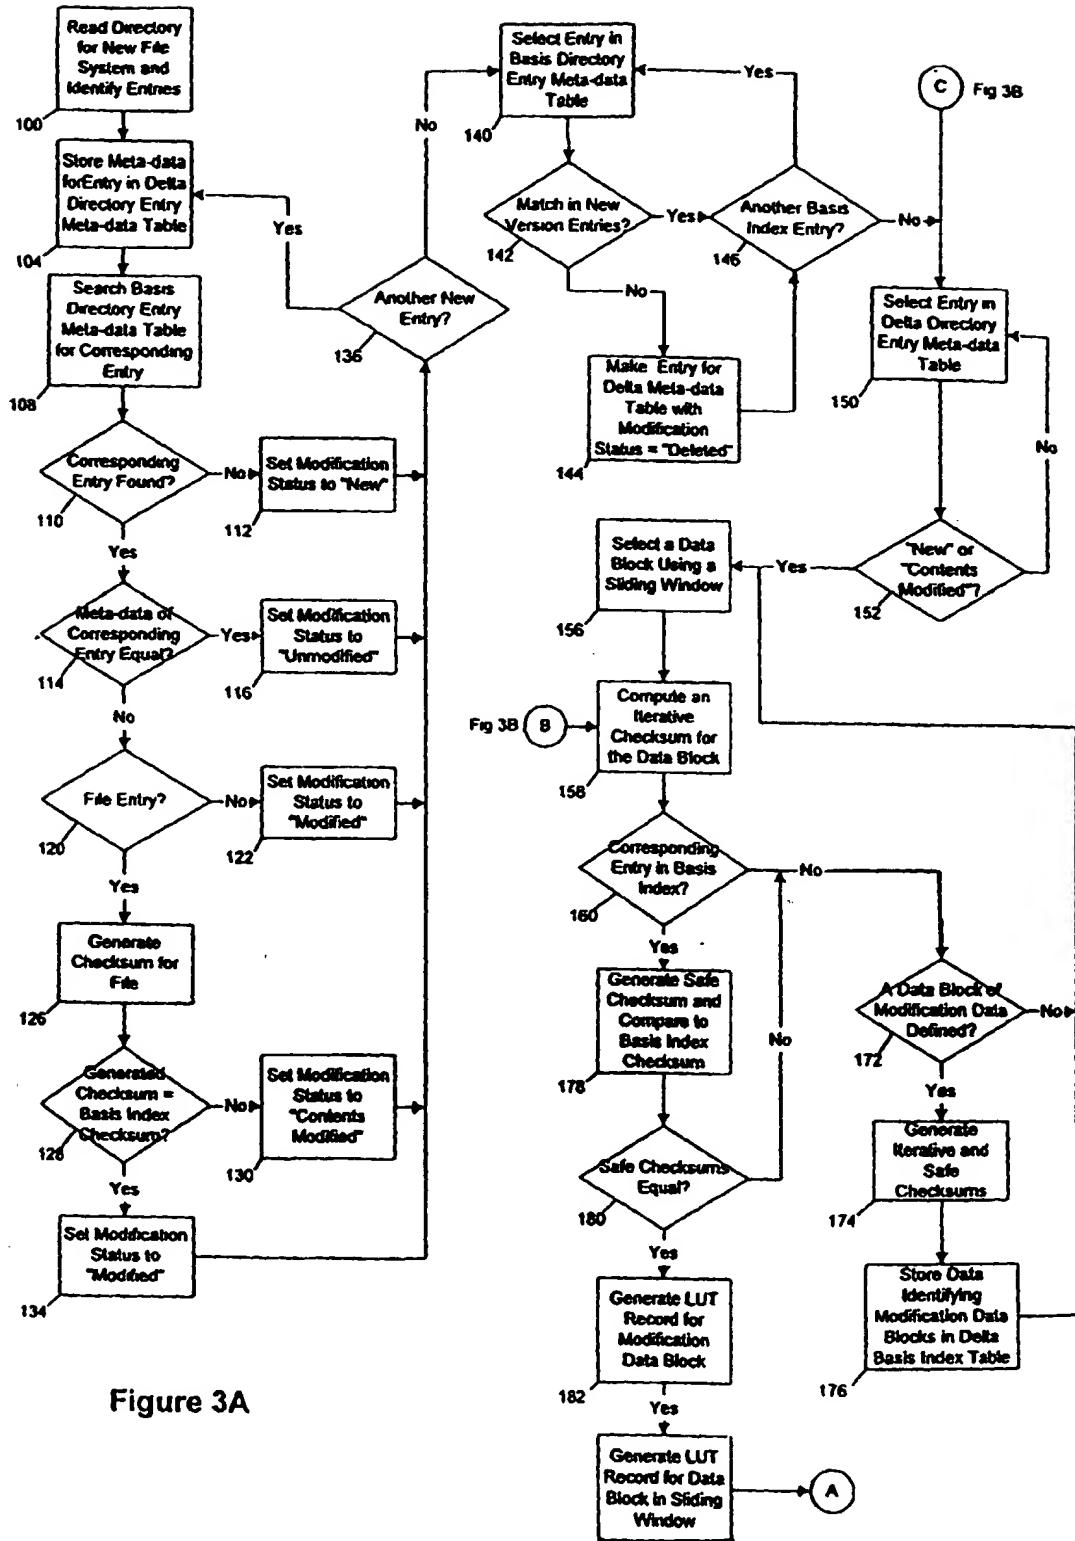 Read Directory
for New File
System and
Identify Entries
100
Store Meta-data
forEntry in Delta
Directory Entry
Meta-data Table
104
Search Basis
Directory Entry
Meta-data Table
for Corresponding
Entry
108
Corresponding
Entry Found?
110
No
Set Modification
Status to "New"
112
Yes
Meta-data of
Corresponding
Entry Equal?
114
Yes
Set Modification
Status to
"Unmodified"
116
No
File Entry?
120
No
Set Modification
Status to
"Modified"
122
Yes
Generate
Checksum for
File
126
Generated
Checksum =
Basis Index
Checksum?
128
No
Set Modification
Status to
"Contents
Modified"
130
Yes
Set Modification
Status to
"Modified"
134
Another New
Entry?
136
Yes
No
Select Entry in
Basis Directory
Entry Meta-data
Table
140
Match in New
Version Entries?
142
Yes
No
Make Entry for
Delta Meta-data
Table with
Modification
Status = "Deleted"
144
Another Basis
Index Entry?
146
Yes
No
C
Fig 3B
Select Entry in
Delta Directory
Entry Meta-data
Table
150
"New" or
"Contents
Modified"?
152
No
Yes
Select a Data
Block Using a
Sliding Window
156
Fig 3B
B
Compute an
Iterative
Checksum for
the Data Block
158
Corresponding
Entry in Basis
Index?
160
No
Yes
Generate Safe
Checksum and
Compare to
Basis Index
Checksum
178
Safe Checksums
Equal?
180
No
Yes
Generate LUT
Record for
Modification
Data Block
182
Yes
Generate LUT
Record for Data
Block in Sliding
Window
A
A Data Block of
Modification Data
Defined?
172
No
Yes
Generate
Iterative and
Safe
Checksums
174
Store Data
Identifying
Modification Data
Blocks in Delta
Basis Index Table
176
Figure 3A